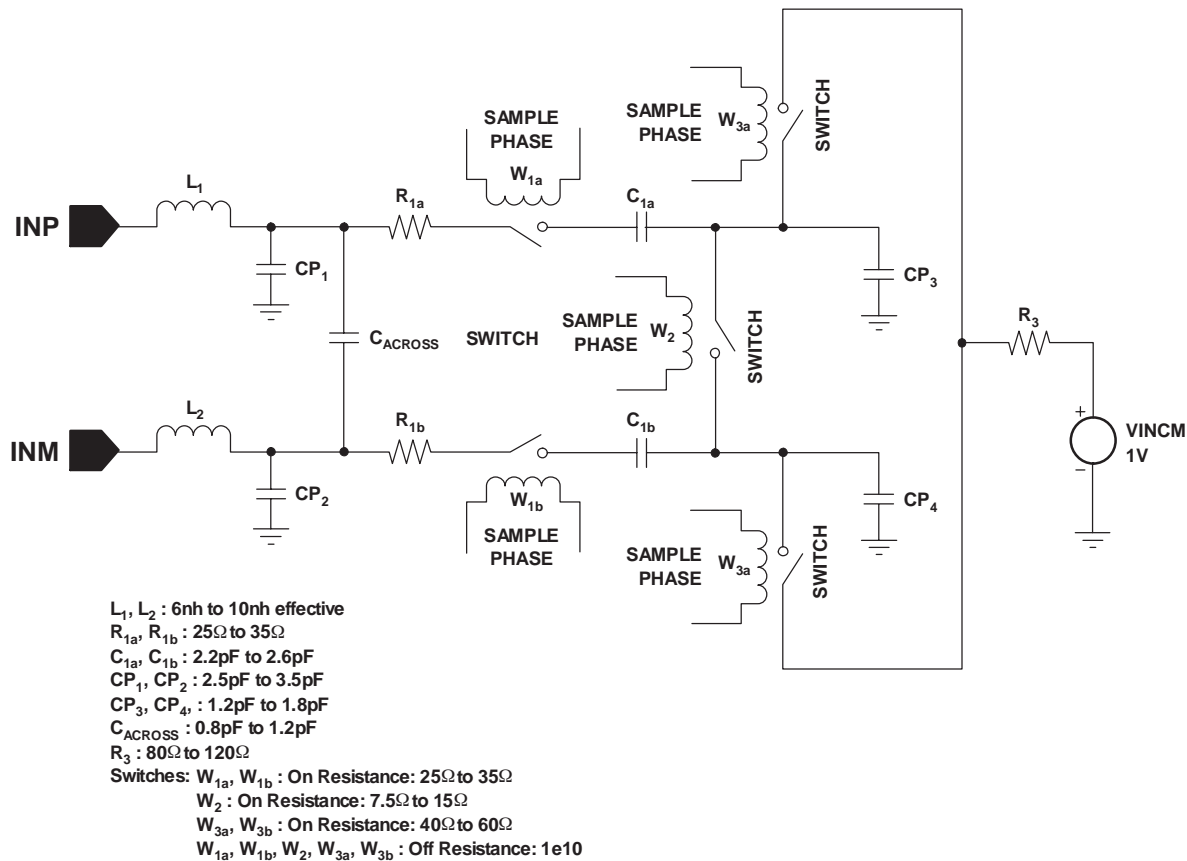 SAMPLE
PHASE
W1a
SAMPLE
PHASE
W3a
SWITCH
L1
R1a
C1a
INP
CP1
CP3
SAMPLE
PHASE
W2
SWITCH
R3
CACROSS
SWITCH
L2
R1b
C1b
INM
+
–
VINCM
1V
CP2
W1b
SAMPLE
PHASE
CP4
SAMPLE
PHASE
W3a
SWITCH
L1, L2 : 6nh to 10nh effective
R1a, R1b : 25Ω to 35Ω
C1a, C1b : 2.2pF to 2.6pF
CP1, CP2 : 2.5pF to 3.5pF
CP3, CP4, : 1.2pF to 1.8pF
CACROSS : 0.8pF to 1.2pF
R3 : 80Ω to 120Ω
Switches: W1a, W1b : On Resistance: 25Ω to 35Ω
W2 : On Resistance: 7.5Ω to 15Ω
W3a, W3b : On Resistance: 40Ω to 60Ω
W1a, W1b, W2, W3a, W3b : Off Resistance: 1e10